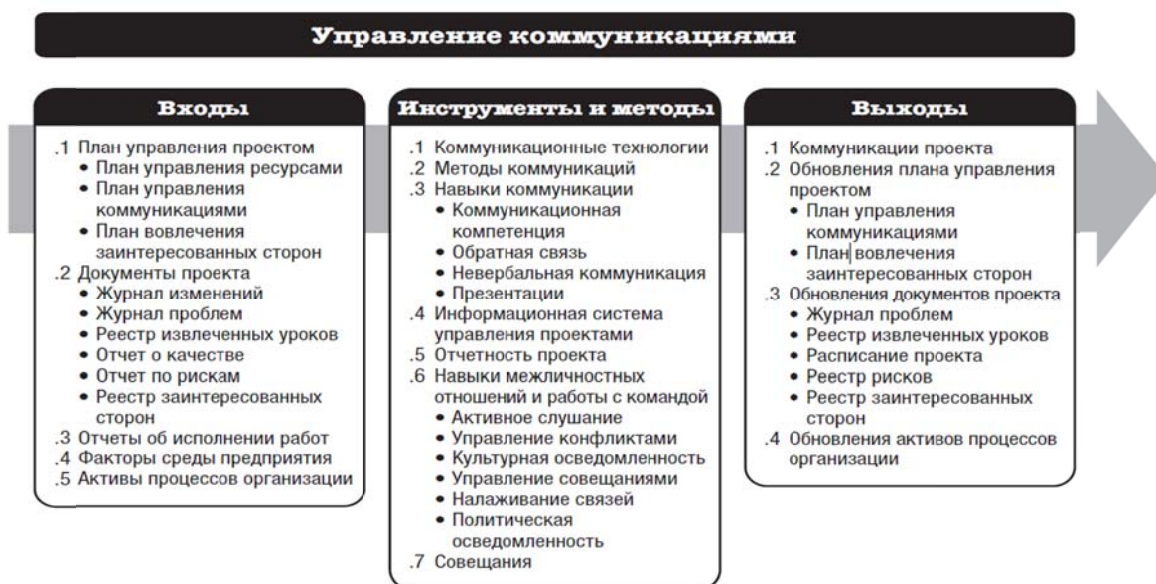 Управление коммуникациями
Входы
.1 План управления проектом
• План управления ресурсами
• План управления
коммуникациями
• План вовлечения
заинтересованных сторон
.2 Документы проекта
• Журнал изменений
• Журнал проблем
• Реестр извлеченных уроков
• Отчет о качестве
• Отчет по рискам
• Реестр заинтересованных
сторон
.3 Отчеты об исполнении работ
.4 Факторы среды предприятия
.5 Активы процессов организации
Инструменты и методы
.1 Коммуникационные технологии
.2 Методы коммуникаций
.3 Навыки коммуникации
• Коммуникационная
компетенция
• Обратная связь
• Невербальная коммуникация
• Презентации
.4 Информационная система
управления проектами
.5 Отчетность проекта
.6 Навыки межличностных
отношений и работы с командой
• Активное слушание
• Управление конфликтами
• Культурная осведомленность
• Управление совещаниями
• Налаживание связей
• Политическая
осведомленность
.7 Совещания
Выходы
.1 Коммуникации проекта
.2 Обновления плана управления
проектом
• План управления
коммуникациями
• План вовлечения
заинтересованных сторон
.3 Обновления документов проекта
• Журнал проблем
• Реестр извлеченных уроков
• Расписание проекта
• Реестр рисков
• Реестр заинтересованных
сторон
.4 Обновления активов процессов
организации